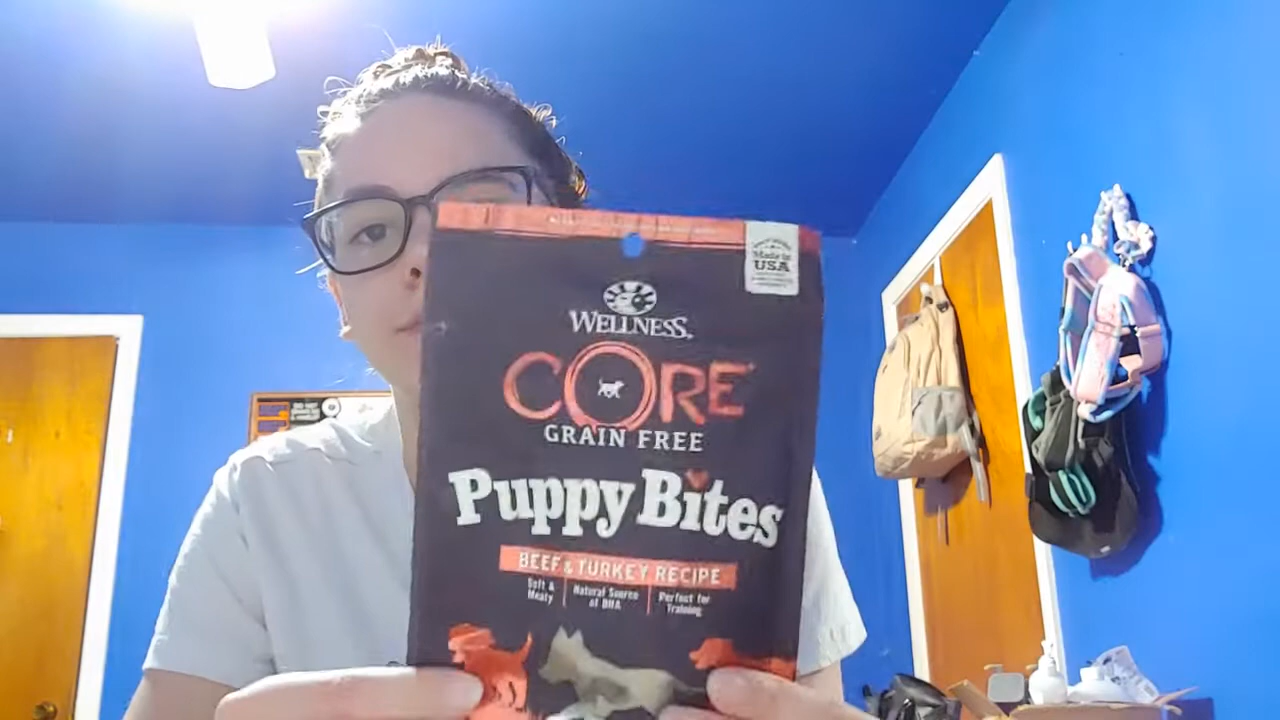 Made in
USA
WELLNESS
CORE
GRAIN FREE
Puppy Bites
BEEF & TURKEY RECIPE
Soft &
Meaty
Natural Source
of DHA
Perfect for
Training